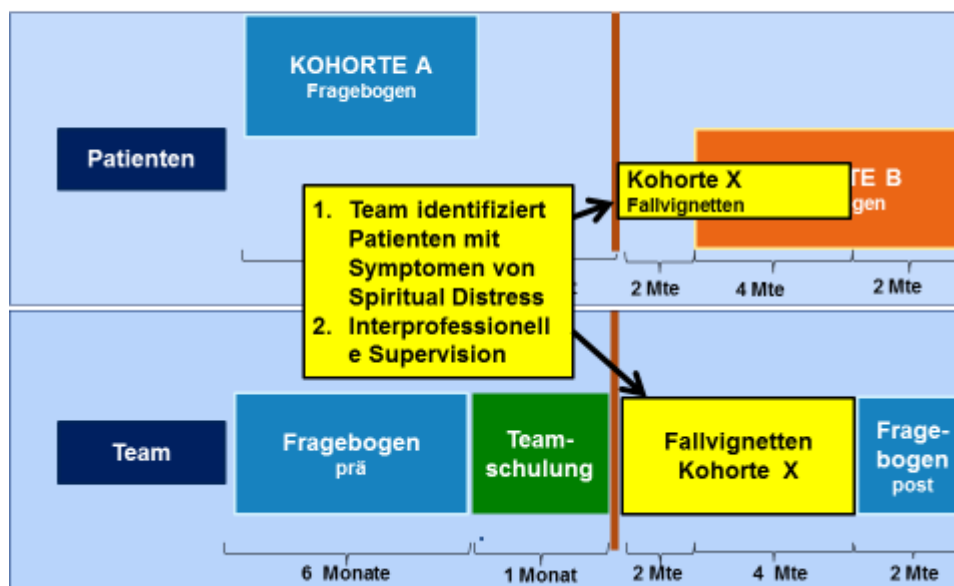 KOHORTE A
Fragebogen
Patienten
Kohorte X
Fallvignetten
TE B
gen
1. Team identifiziert
Patienten mit
Symptomen von
Spiritual Distress
2. Interprofessionell
e Supervision
2 Mte
4 Mte
2 Mte
Team
Fragebogen
prä
Team-
schulung
Fallvignetten
Kohorte X
Frage-
bogen
post
6 Monate
1 Monat
2 Mte
4 Mte
2 Mte